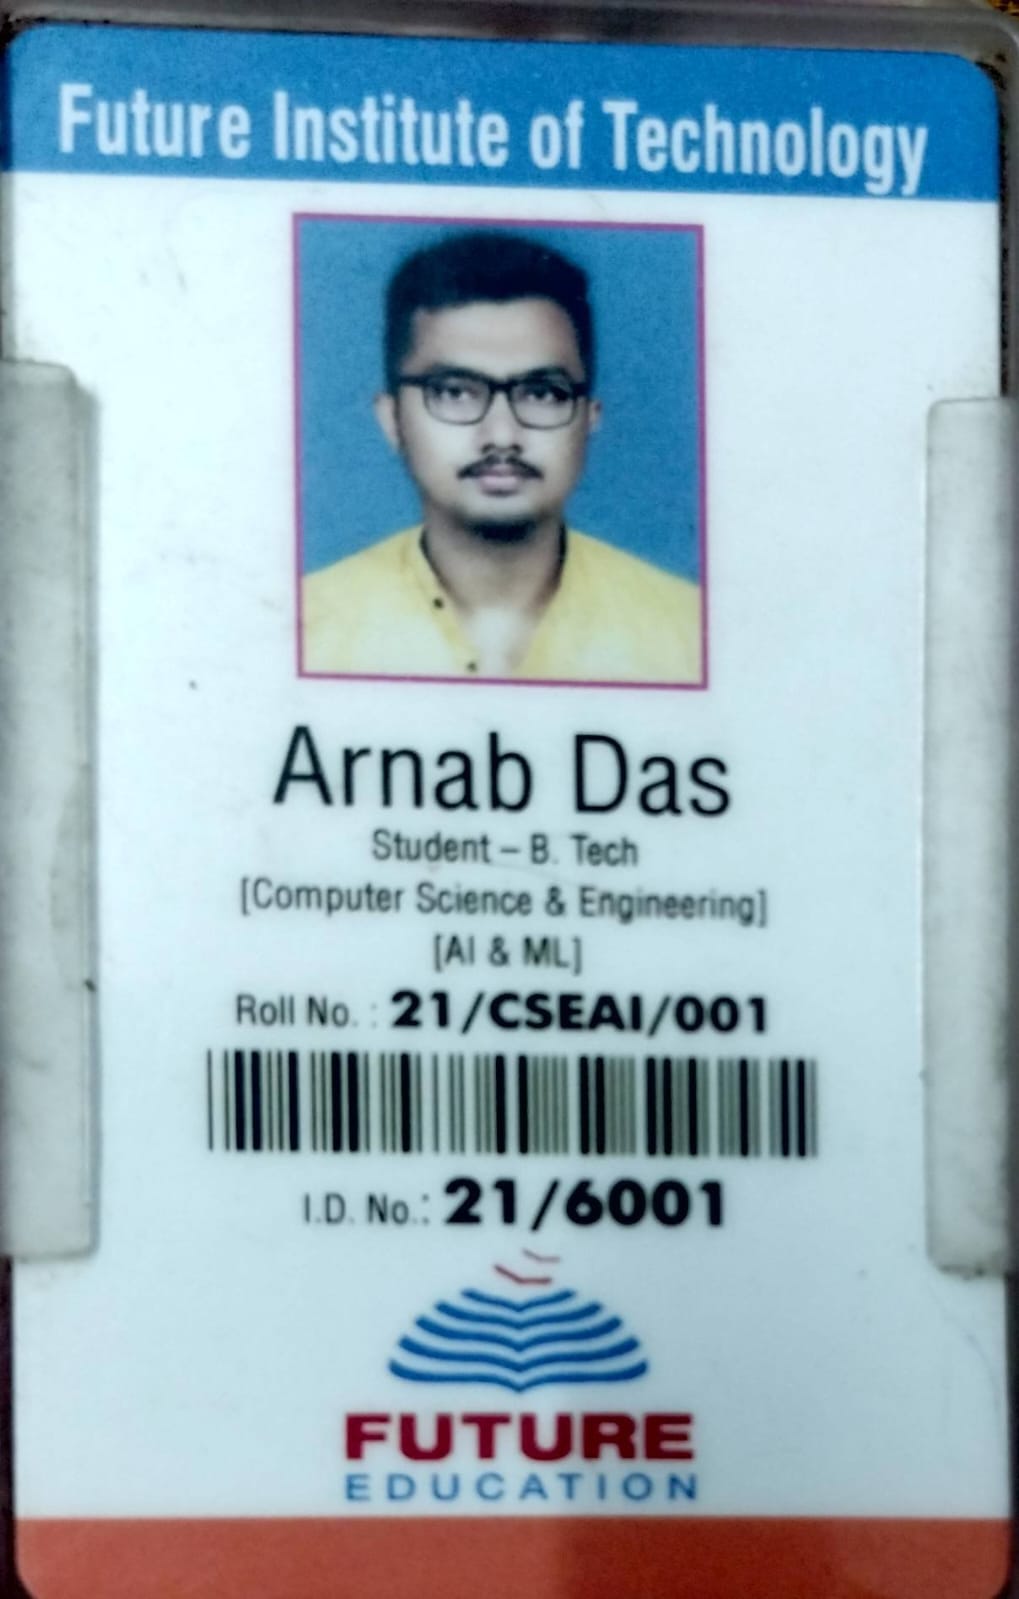 Future Institute of Technology
Arnab Das
Student – B. Tech
[Computer Science & Engineering]
[AI & ML]
Roll No. : 21/CSEAI/001
I.D. No.: 21/6001
FUTURE
EDUCATION